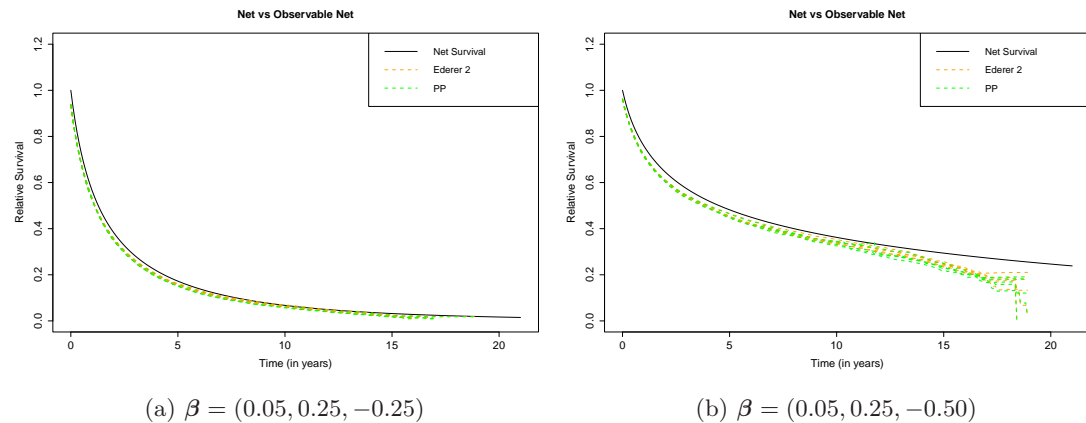 Net vs Observable Net
Relative Survival
1.2
1.0
0.8
0.6
0.4
0.2
0.0
Net Survival
Ederer 2
PP
0 5 10 15 20
Time (in years)
(a) β = (0.05, 0.25, −0.25)
Net vs Observable Net
Relative Survival
1.2
1.0
0.8
0.6
0.4
0.2
0.0
Net Survival
Ederer 2
PP
0 5 10 15 20
Time (in years)
(b) β = (0.05, 0.25, −0.50)